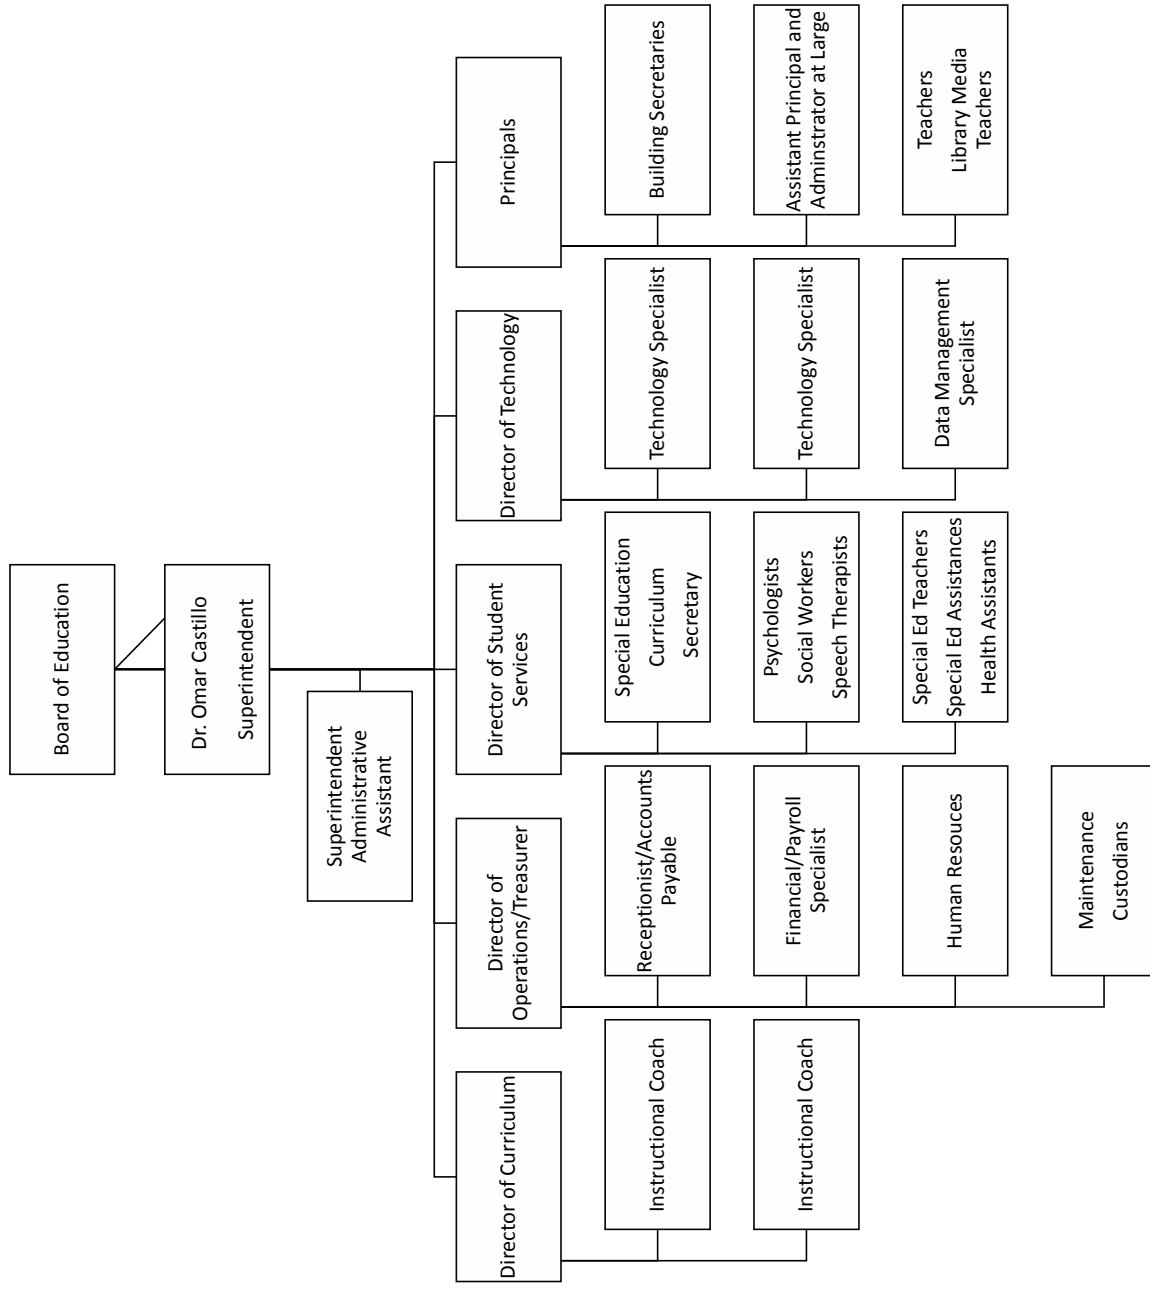 Board of Education
Dr. Omar Castillo
Superintendent
Superintendent
Administrative
Assistant
Director of Curriculum
Director of
Operations/Treasurer
Director of Student
Services
Director of Technology
Principals
Instructional Coach
Instructional Coach
Receptionist/Accounts
Payable
Financial/Payroll
Specialist
Human Resouces
Maintenance
Custodians
Special Education
Curriculum
Secretary
Psychologists
Social Workers
Speech Therapists
Special Ed Teachers
Special Ed Assistances
Health Assistants
Technology Specialist
Technology Specialist
Data Management
Specialist
Building Secretaries
Assistant Principal and
Adminstrator at Large
Teachers
Library Media
Teachers